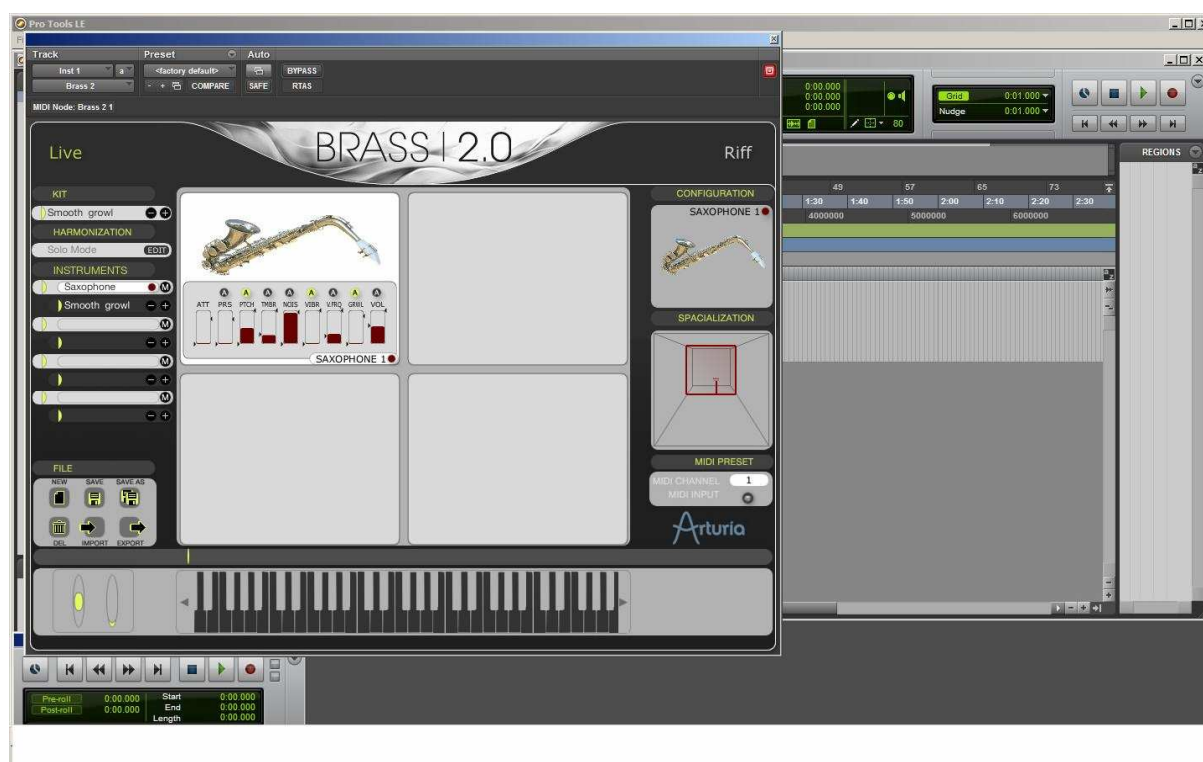 Pro Tools LE
Track Preset Auto
Inst 1 a <factory default> BYPASS
Brass 2 - + COMPARE SAFE RTAS
MIDI Node: Brass 2 1
Live
BRASS | 2.0
Riff
KIT
Smooth growl
HARMONIZATION
Solo Mode EDIT
INSTRUMENTS
Saxophone M
Smooth growl
M
M
M
FILE
NEW SAVE SAVE AS
DEL IMPORT EXPORT
A A A A A A A A
ATT PRS PTCH TMBR NOIS VIBR V.FRQ GRWL VOL
SAXOPHONE 1
CONFIGURATION
SAXOPHONE 1
SPACIALIZATION
MIDI PRESET
MIDI CHANNEL 1
MIDI INPUT
Arturia
0:00.000
0:00.000
0:00.000
80
Grid 0:01.000
Nudge 0:01.000
REGIONS
49 57 65 73
1:30 1:40 1:50 2:00 2:10 2:20 2:30
4000000 5000000 6000000
Pre-roll 0:00.000 Start 0:00.000
Post-roll 0:00.000 End 0:00.000
Length 0:00.000